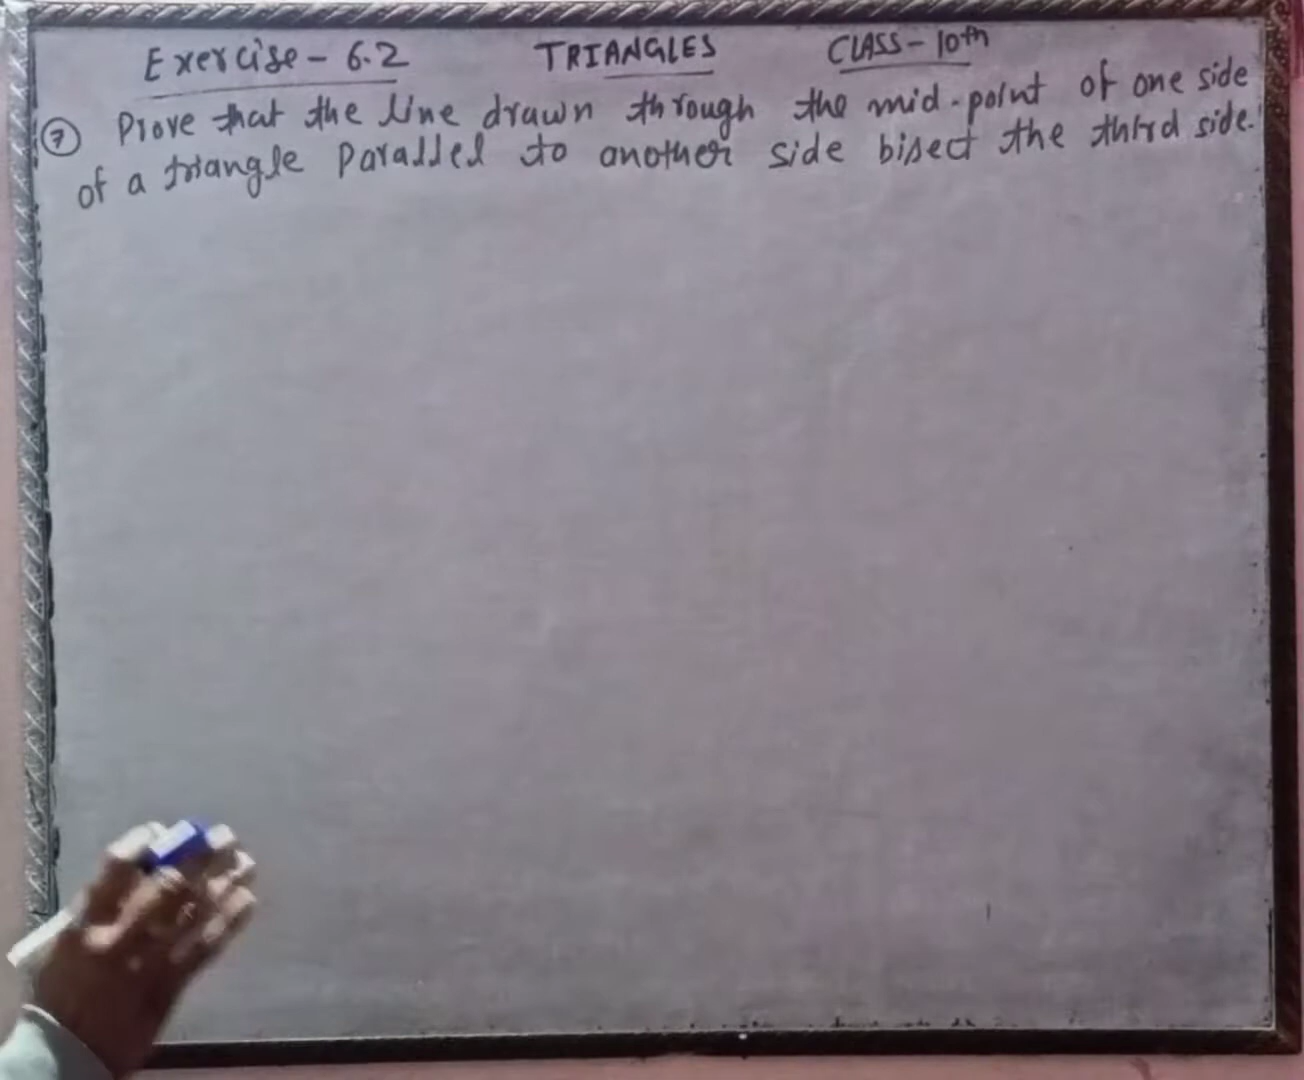 Exercise - 6.2 TRIANGLES CLASS - 10th
7 Prove that the line drawn through the mid-point of one side
of a triangle Parallel to another side bisect the third side.